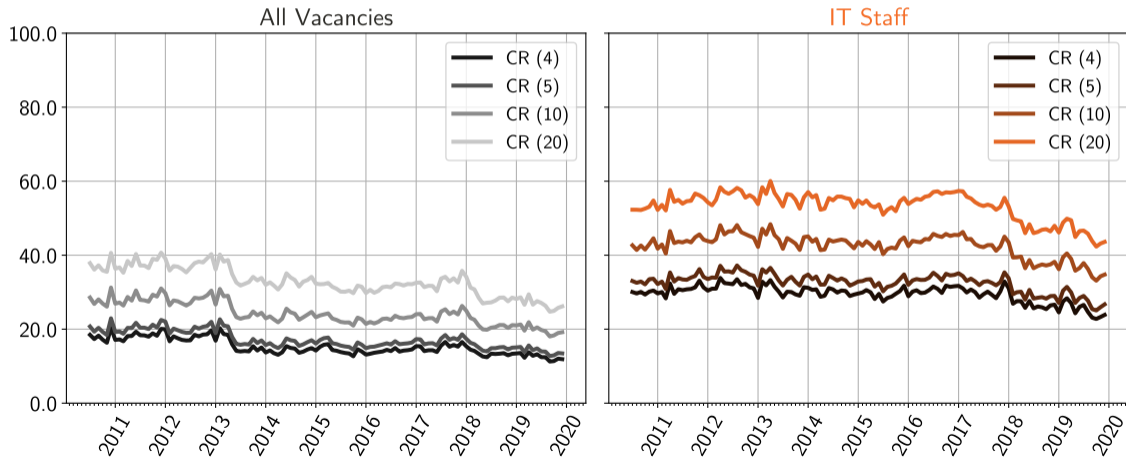 All Vacancies
100.0
80.0
60.0
40.0
20.0
0.0
CR (4)
CR (5)
CR (10)
CR (20)
2011
2012
2013
2014
2015
2016
2017
2018
2019
2020
IT Staff
CR (4)
CR (5)
CR (10)
CR (20)
2011
2012
2013
2014
2015
2016
2017
2018
2019
2020